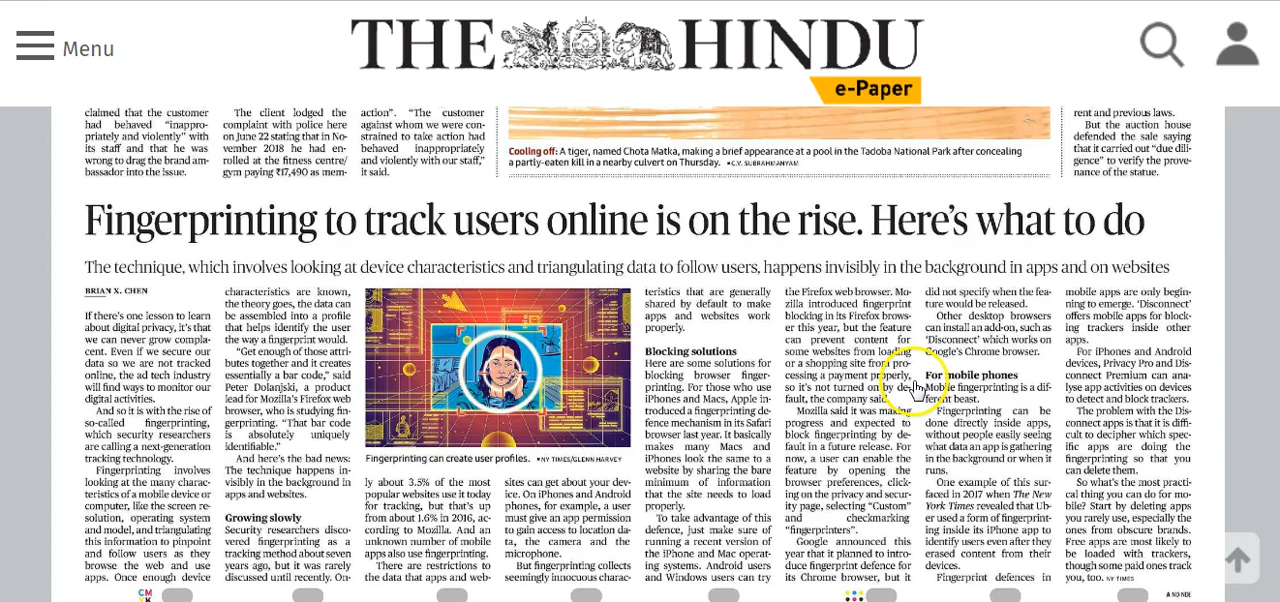 Menu
THE HINDU
e-Paper
claimed that the customer
had behaved “inappro-
priately and violently” with
its staff and that he was
wrong to drag the brand am-
bassador into the issue.
The client lodged the
complaint with police here
on June 22 stating that in No-
vember 2018 he had en-
rolled at the fitness centre/
gym paying ₹17,490 as mem-
action”. “The customer
against whom we were con-
strained to take action had
behaved inappropriately
and violently with our staff,”
it said.
Cooling off: A tiger, named Chota Matka, making a brief appearance at a pool in the Tadoba National Park after concealing
a partly-eaten kill in a nearby culvert on Thursday. •C.V. SUBRAHMANYAM
rent and previous laws.
But the auction house
defended the sale saying
that it carried out “due dili-
gence” to verify the prove-
nance of the statue.
Fingerprinting to track users online is on the rise. Here’s what to do
The technique, which involves looking at device characteristics and triangulating data to follow users, happens invisibly in the background in apps and on websites
BRIAN X. CHEN
If there’s one lesson to learn
about digital privacy, it’s that
we can never grow compla-
cent. Even if we secure our
data so we are not tracked
online, the ad tech industry
will find ways to monitor our
digital activities.
And so it is with the rise of
so-called fingerprinting,
which security researchers
are calling a next-generation
tracking technology.
Fingerprinting involves
looking at the many charac-
teristics of a mobile device or
computer, like the screen re-
solution, operating system
and model, and triangulating
this information to pinpoint
and follow users as they
browse the web and use
apps. Once enough device
characteristics are known,
the theory goes, the data can
be assembled into a profile
that helps identify the user
the way a fingerprint would.
“Get enough of those attri-
butes together and it creates
essentially a bar code,” said
Peter Dolanjski, a product
lead for Mozilla’s Firefox web
browser, who is studying fin-
gerprinting. “That bar code
is absolutely uniquely
identifiable.”
And here’s the bad news:
The technique happens in-
visibly in the background in
apps and websites.
Growing slowly
Security researchers disco-
vered fingerprinting as a
tracking method about seven
years ago, but it was rarely
discussed until recently. On-
Fingerprinting can create user profiles. •NY TIMES/GLENN HARVEY
ly about 3.5% of the most
popular websites use it today
for tracking, but that’s up
from about 1.6% in 2016, ac-
cording to Mozilla. And an
unknown number of mobile
apps also use fingerprinting.
There are restrictions to
the data that apps and web-
sites can get about your dev-
ice. On iPhones and Android
phones, for example, a user
must give an app permission
to gain access to location da-
ta, the camera and the
microphone.
But fingerprinting collects
seemingly innocuous charac-
teristics that are generally
shared by default to make
apps and websites work
properly.
Blocking solutions
Here are some solutions for
blocking browser finger-
printing. For those who use
iPhones and Macs, Apple in-
troduced a fingerprinting de-
fence mechanism in its Safari
browser last year. It basically
makes many Macs and
iPhones look the same to a
website by sharing the bare
minimum of information
that the site needs to load
properly.
To take advantage of this
defence, just make sure of
running a recent version of
the iPhone and Mac operat-
ing systems. Android users
and Windows users can try
the Firefox web browser. Mo-
zilla introduced fingerprint
blocking in its Firefox brows-
er this year, but the feature
can prevent content for
some websites from loading
or a shopping site from pro-
cessing a payment properly,
so it’s not turned on by de-
fault, the company said.
Mozilla said it was making
progress and expected to
block fingerprinting by de-
fault in a future release. For
now, a user can enable the
feature by opening the
browser preferences, click-
ing on the privacy and secur-
ity page, selecting “Custom”
and checkmarking
“fingerprinters”.
Google announced this
year that it planned to intro-
duce fingerprint defence for
its Chrome browser, but it
did not specify when the fea-
ture would be released.
Other desktop browsers
can install an add-on, such as
‘Disconnect’ which works on
Google’s Chrome browser.
For mobile phones
Mobile fingerprinting is a dif-
ferent beast.
Fingerprinting can be
done directly inside apps,
without people easily seeing
what data an app is gathering
in the background or when it
runs.
One example of this sur-
faced in 2017 when The New
York Times revealed that Ub-
er used a form of fingerprint-
ing inside its iPhone app to
identify users even after they
erased content from their
devices.
Fingerprint defences in
mobile apps are only begin-
ning to emerge. ‘Disconnect’
offers mobile apps for block-
ing trackers inside other
apps.
For iPhones and Android
devices, Privacy Pro and Dis-
connect Premium can ana-
lyse app activities on devices
to detect and block trackers.
The problem with the Dis-
connect apps is that it is diffi-
cult to decipher which spec-
ific apps are doing the
fingerprinting so that you
can delete them.
So what’s the most practi-
cal thing you can do for mo-
bile? Start by deleting apps
you rarely use, especially the
ones from obscure brands.
Free apps are most likely to
be loaded with trackers,
though some paid ones track
you, too. NY TIMES
CM
A ND-NDE